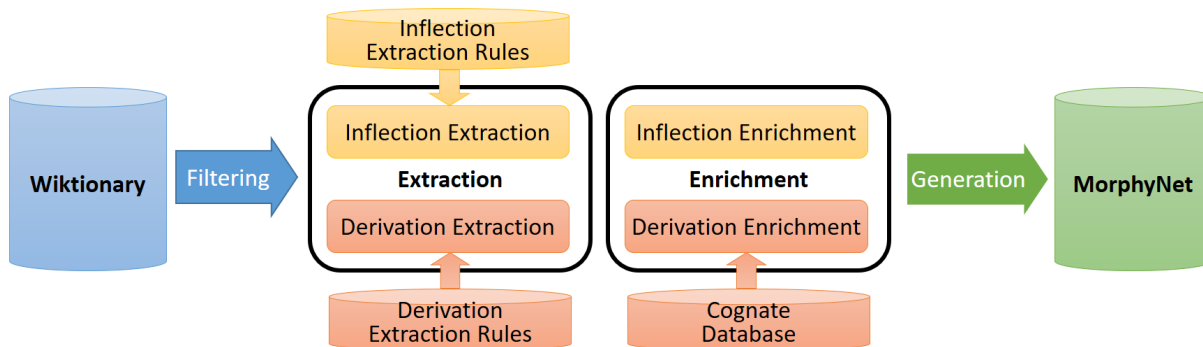 Inflection
Extraction Rules
Wiktionary
Filtering
Inflection Extraction
Extraction
Derivation Extraction
Derivation
Extraction Rules
Inflection Enrichment
Enrichment
Derivation Enrichment
Cognate
Database
Generation
MorphyNet